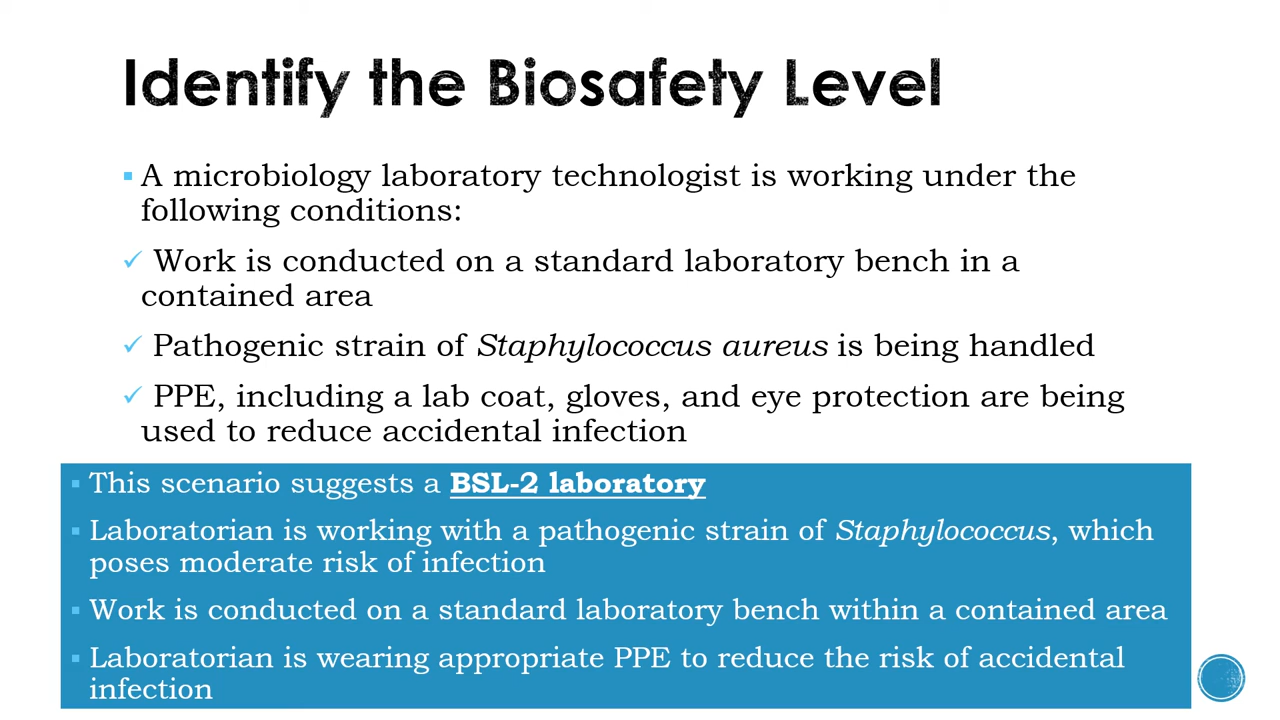 Identify the Biosafety Level
A microbiology laboratory technologist is working under the
following conditions:
Work is conducted on a standard laboratory bench in a
contained area
Pathogenic strain of Staphylococcus aureus is being handled
PPE, including a lab coat, gloves, and eye protection are being
used to reduce accidental infection
This scenario suggests a BSL-2 laboratory
Laboratorian is working with a pathogenic strain of Staphylococcus, which
poses moderate risk of infection
Work is conducted on a standard laboratory bench within a contained area
Laboratorian is wearing appropriate PPE to reduce the risk of accidental
infection